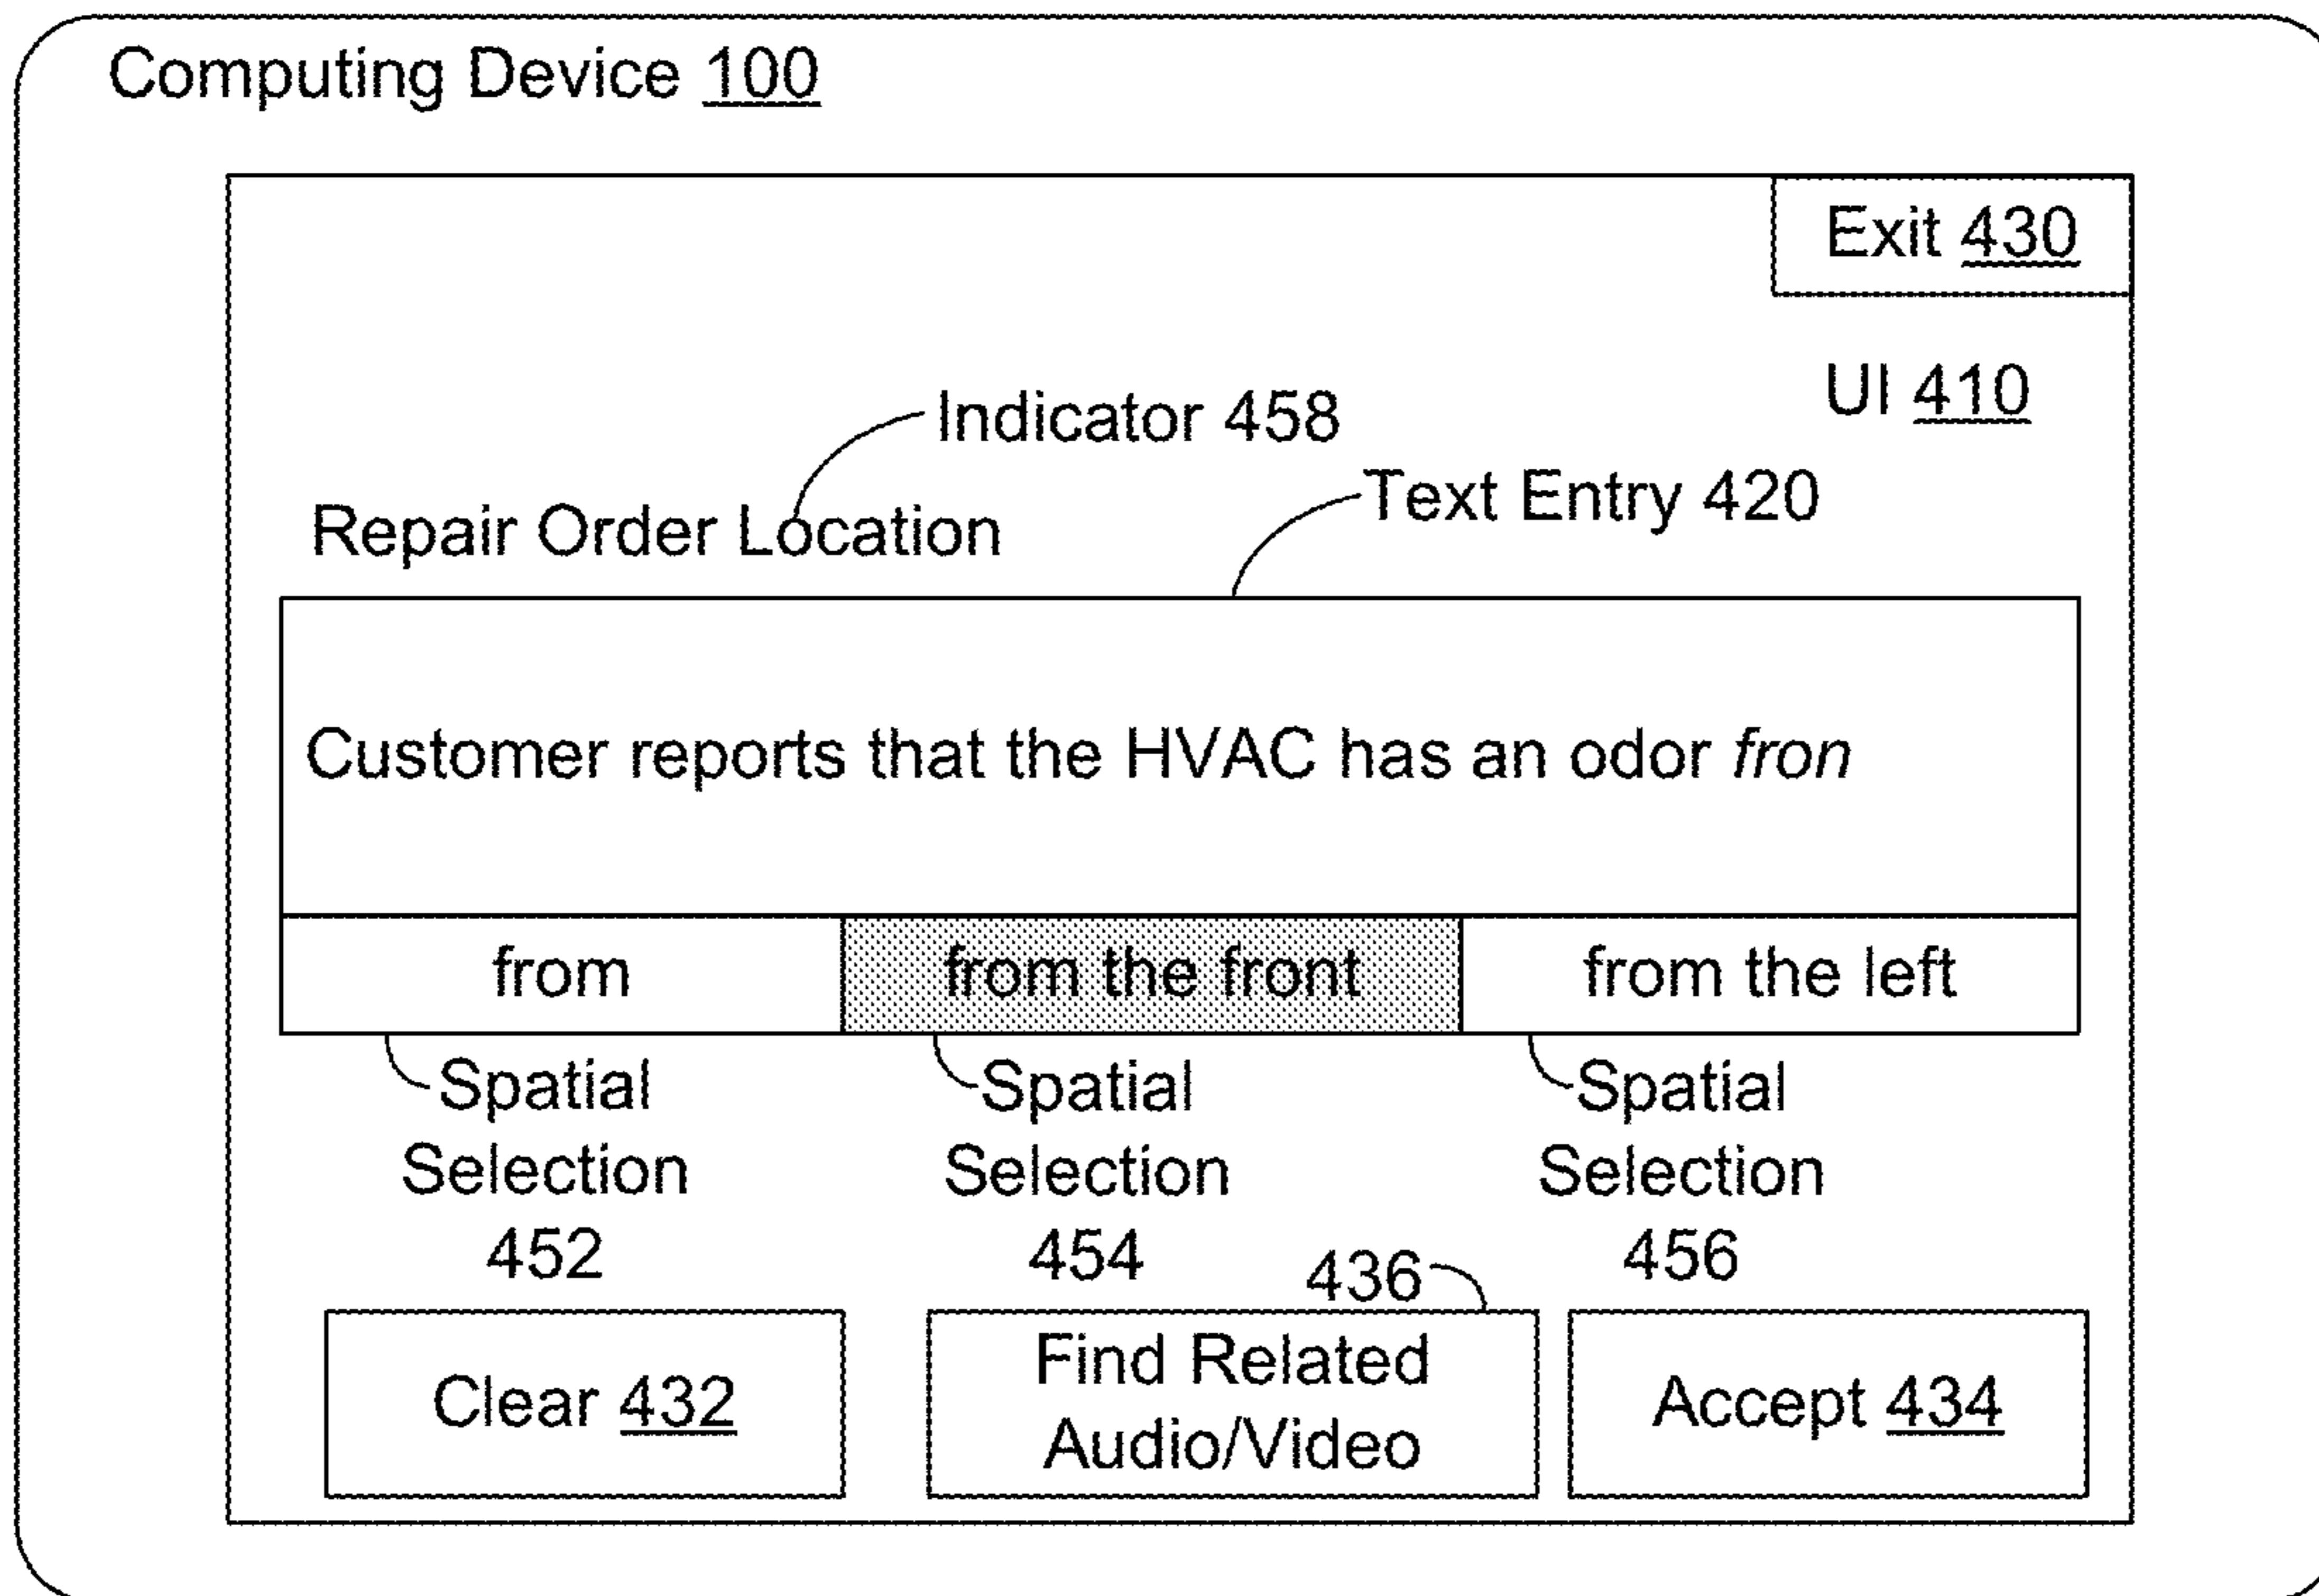 Computing Device 100
Exit 430
UI 410
Indicator 458
Text Entry 420
Repair Order Location
Customer reports that the HVAC has an odor fron
from
from the front
from the left
Spatial
Selection
452
Spatial
Selection
454
Spatial
Selection
456
436
Clear 432
Find Related
Audio/Video
Accept 434